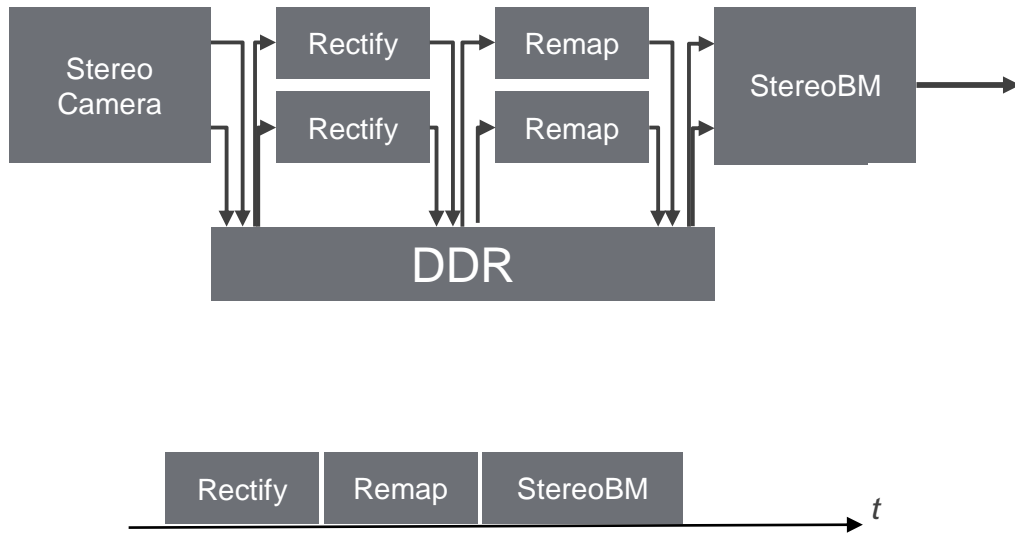 Stereo
Camera
Rectify
Remap
StereoBM
Rectify
Remap
DDR
Rectify
Remap
StereoBM
t